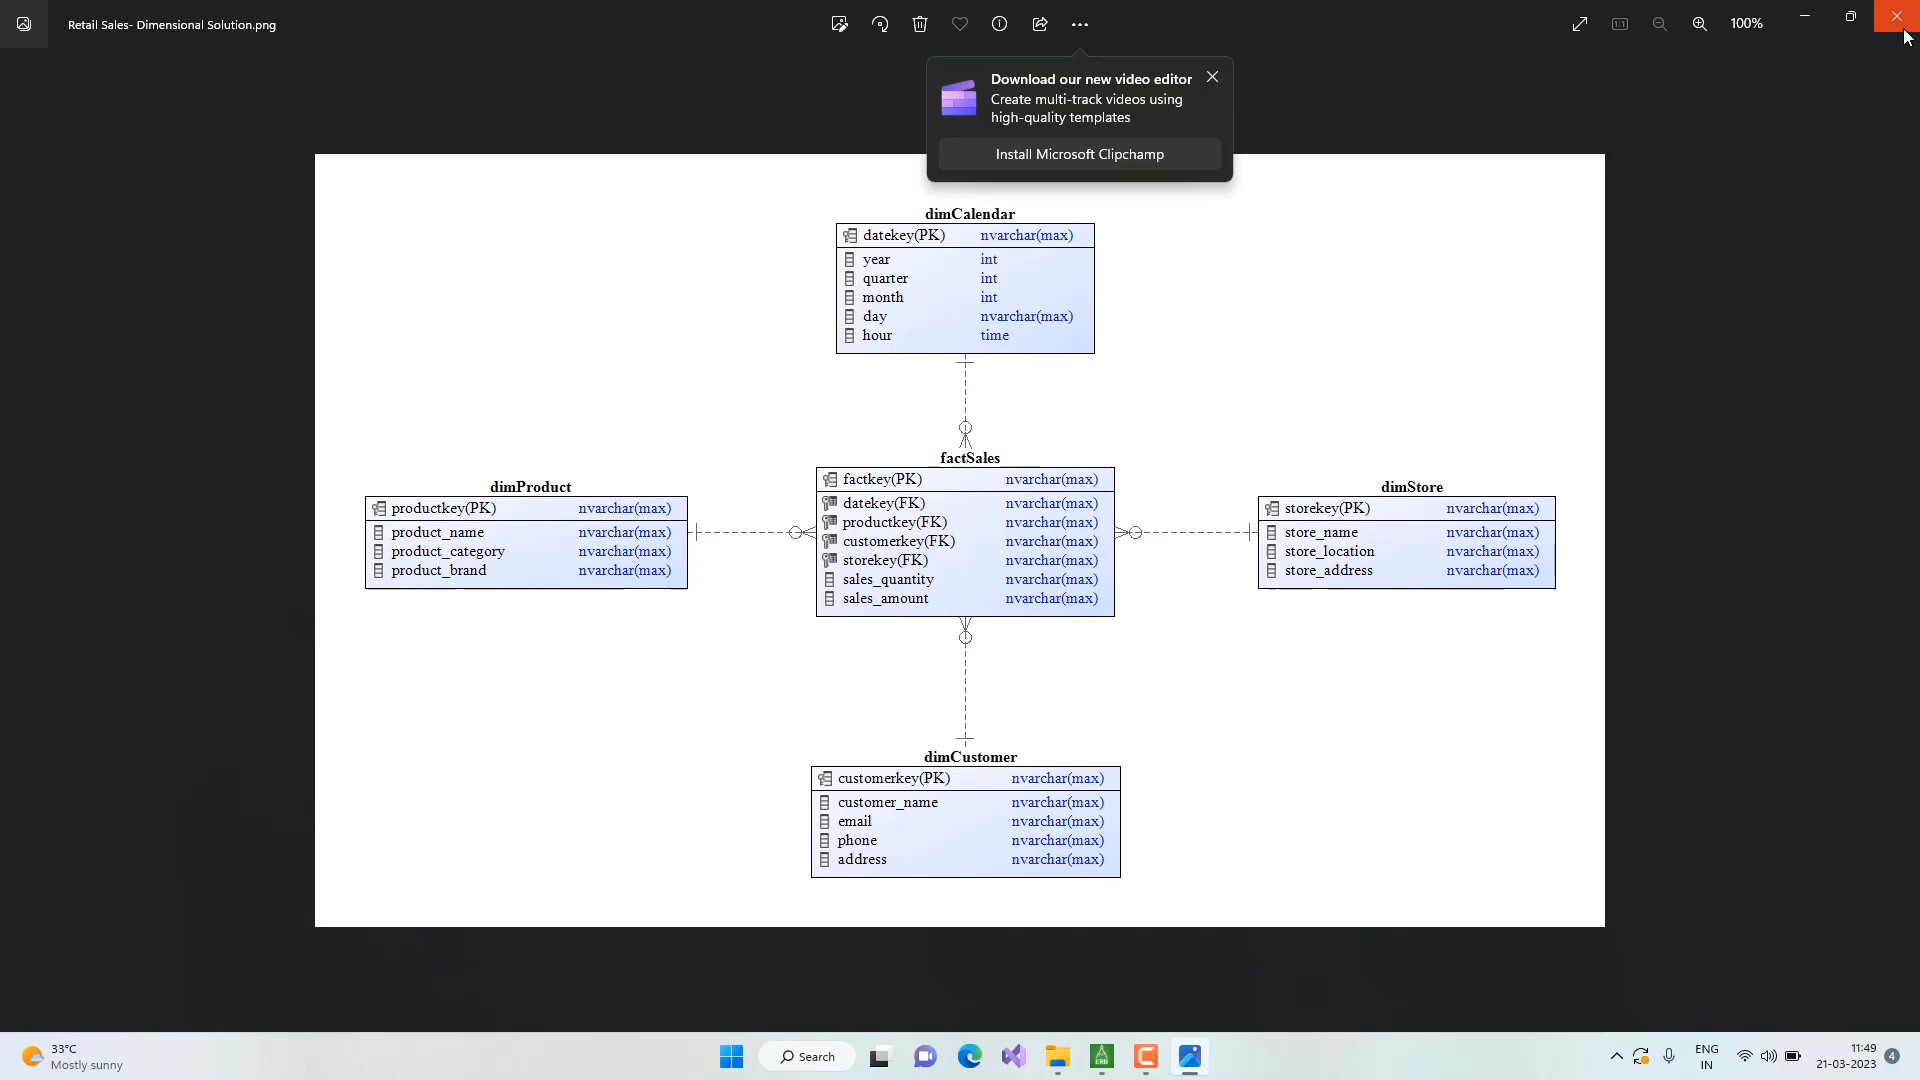 Retail Sales- Dimensional Solution.png
100%
Download our new video editor
Create multi-track videos using
high-quality templates
Install Microsoft Clipchamp
dimCalendar
datekey(PK) nvarchar(max)
year int
quarter int
month int
day nvarchar(max)
hour time
factSales
factkey(PK) nvarchar(max)
datekey(FK) nvarchar(max)
productkey(FK) nvarchar(max)
customerkey(FK) nvarchar(max)
storekey(FK) nvarchar(max)
sales_quantity nvarchar(max)
sales_amount nvarchar(max)
dimProduct
productkey(PK) nvarchar(max)
product_name nvarchar(max)
product_category nvarchar(max)
product_brand nvarchar(max)
dimStore
storekey(PK) nvarchar(max)
store_name nvarchar(max)
store_location nvarchar(max)
store_address nvarchar(max)
dimCustomer
customerkey(PK) nvarchar(max)
customer_name nvarchar(max)
email nvarchar(max)
phone nvarchar(max)
address nvarchar(max)
33°C
Mostly sunny
Search
ERD
ENG
IN
11:49
21-03-2023
4